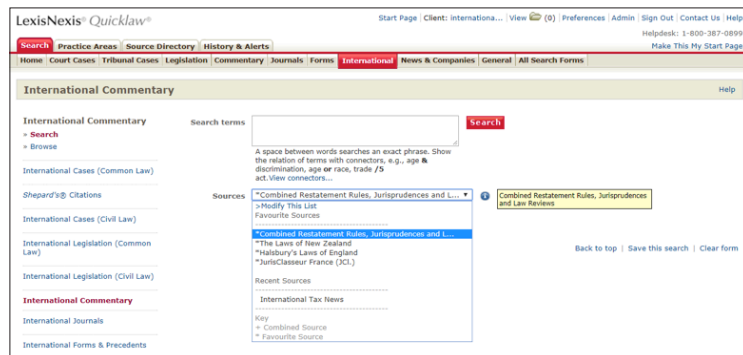 LexisNexis® Quicklaw®
Start Page | Client: internationa... | View (0) | Preferences | Admin | Sign Out | Contact Us | Help
Helpdesk: 1-800-387-0899
Search Practice Areas Source Directory History & Alerts
Make This My Start Page
Home Court Cases Tribunal Cases Legislation Commentary Journals Forms International News & Companies General All Search Forms
International Commentary
Help
International Commentary
» Search
» Browse
International Cases (Common Law)
Shepard's® Citations
International Cases (Civil Law)
International Legislation (Common
Law)
International Legislation (Civil Law)
International Commentary
International Journals
International Forms & Precedents
Search terms
Search
A space between words searches an exact phrase. Show
the relation of terms with connectors, e.g., age &
discrimination, age or race, trade /5
act. View connectors...
Sources
*Combined Restatement Rules, Jurisprudences and L...
>Modify This List
Favourite Sources
*Combined Restatement Rules, Jurisprudences and L...
*The Laws of New Zealand
*Halsbury's Laws of England
*JurisClasseur France (JCl.)
Recent Sources
International Tax News
Key
+ Combined Source
* Favourite Source
Combined Restatement Rules, Jurisprudences
and Law Reviews
Back to top | Save this search | Clear form